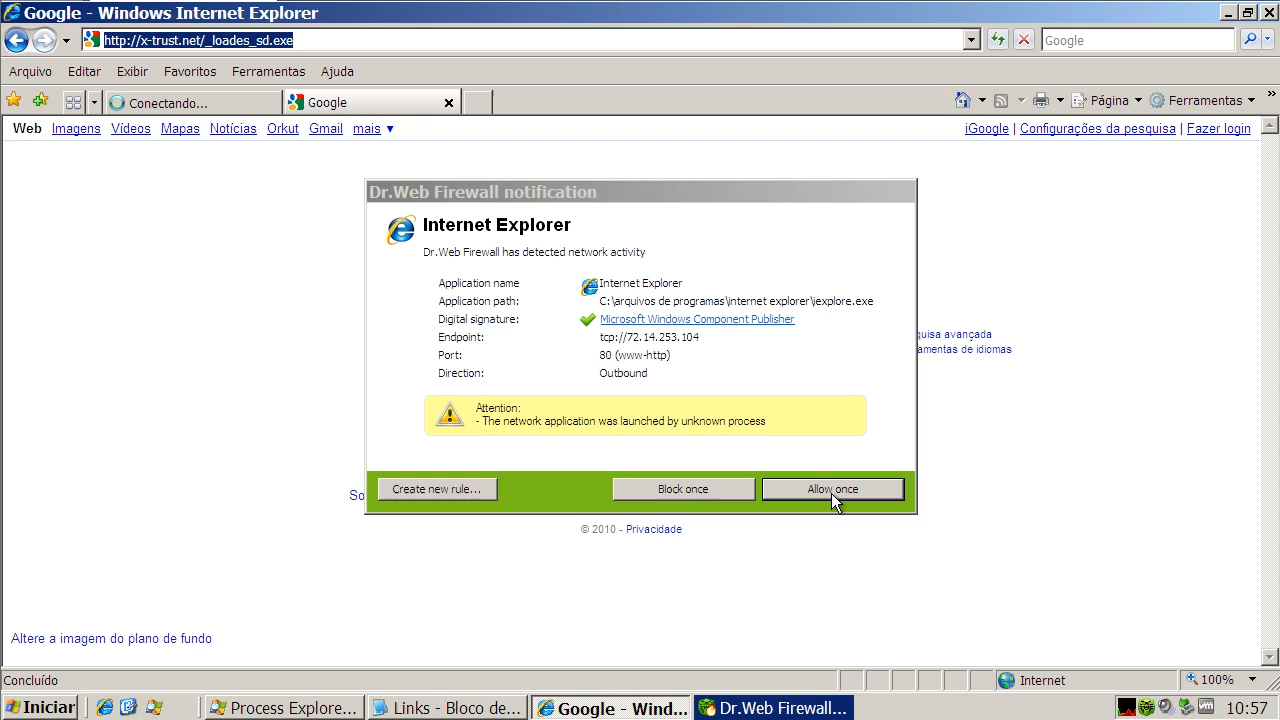 Google - Windows Internet Explorer
http://x-trust.net/_loades_sd.exe
Google
Arquivo Editar Exibir Favoritos Ferramentas Ajuda
Conectando...
Google
Página
Ferramentas
»
Web Imagens Vídeos Mapas Notícias Orkut Gmail mais ▼
iGoogle | Configurações da pesquisa | Fazer login
Dr.Web Firewall notification
Internet Explorer
Dr.Web Firewall has detected network activity
Application name Internet Explorer
Application path: C:\arquivos de programas\internet explorer\iexplore.exe
Digital signature: Microsoft Windows Component Publisher
Endpoint: tcp://72.14.253.104
Port: 80 (www-http)
Direction: Outbound
quisa avançada
amentas de idiomas
Attention:
- The network application was launched by unknown process
Create new rule... Block once Allow once
So
© 2010 - Privacidade
Altere a imagem do plano de fundo
Concluído
Internet
100%
Iniciar
Process Explore...
Links - Bloco de...
Google - Wind...
Dr.Web Firewall...
10:57